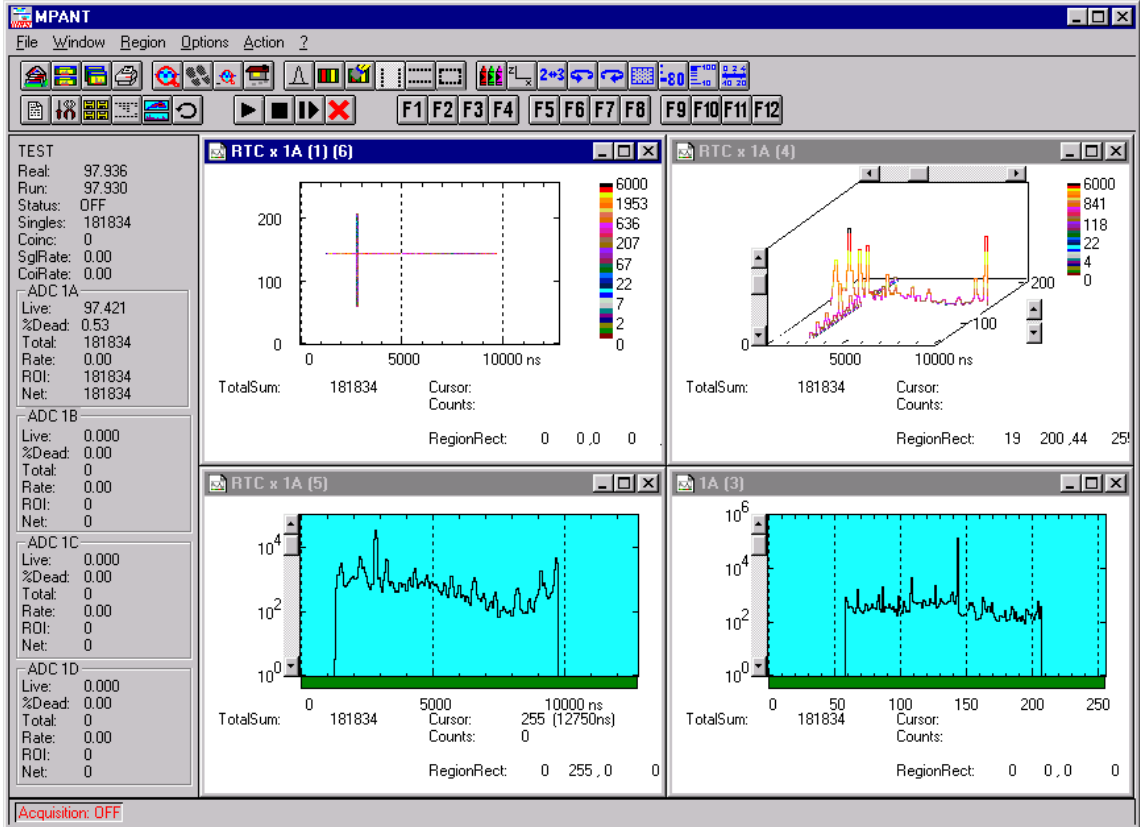 MPANT
File Window Region Options Action ?
2↔3
80
F1 F2 F3 F4 F5 F6 F7 F8 F9 F10 F11 F12
TEST
Real: 97.936
Run: 97.930
Status: OFF
Singles: 181834
Coinc: 0
SglRate: 0.00
CoiRate: 0.00
ADC 1A
Live: 97.421
%Dead: 0.53
Total: 181834
Rate: 0.00
ROI: 181834
Net: 181834
ADC 1B
Live: 0.000
%Dead: 0.00
Total: 0
Rate: 0.00
ROI: 0
Net: 0
ADC 1C
Live: 0.000
%Dead: 0.00
Total: 0
Rate: 0.00
ROI: 0
Net: 0
ADC 1D
Live: 0.000
%Dead: 0.00
Total: 0
Rate: 0.00
ROI: 0
Net: 0
RTC x 1A (1) (6)
200
100
0
0 5000 10000 ns
6000
1953
636
207
67
22
7
2
0
TotalSum: 181834 Cursor:
Counts:
RegionRect: 0 0,0 0
RTC x 1A (4)
6000
841
118
22
4
0
200
100
0
5000 10000 ns
TotalSum: 181834 Cursor:
Counts:
RegionRect: 19 200,44 255
RTC x 1A (5)
10^4
10^2
10^0
0 5000 10000 ns
TotalSum: 181834 Cursor: 255 (12750ns)
Counts: 0
RegionRect: 0 255,0 0
1A (3)
10^6
10^4
10^2
10^0
0 50 100 150 200 250
TotalSum: 181834 Cursor:
Counts:
RegionRect: 0 0,0 0
Acquisition: OFF